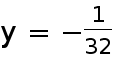 y = −1/32